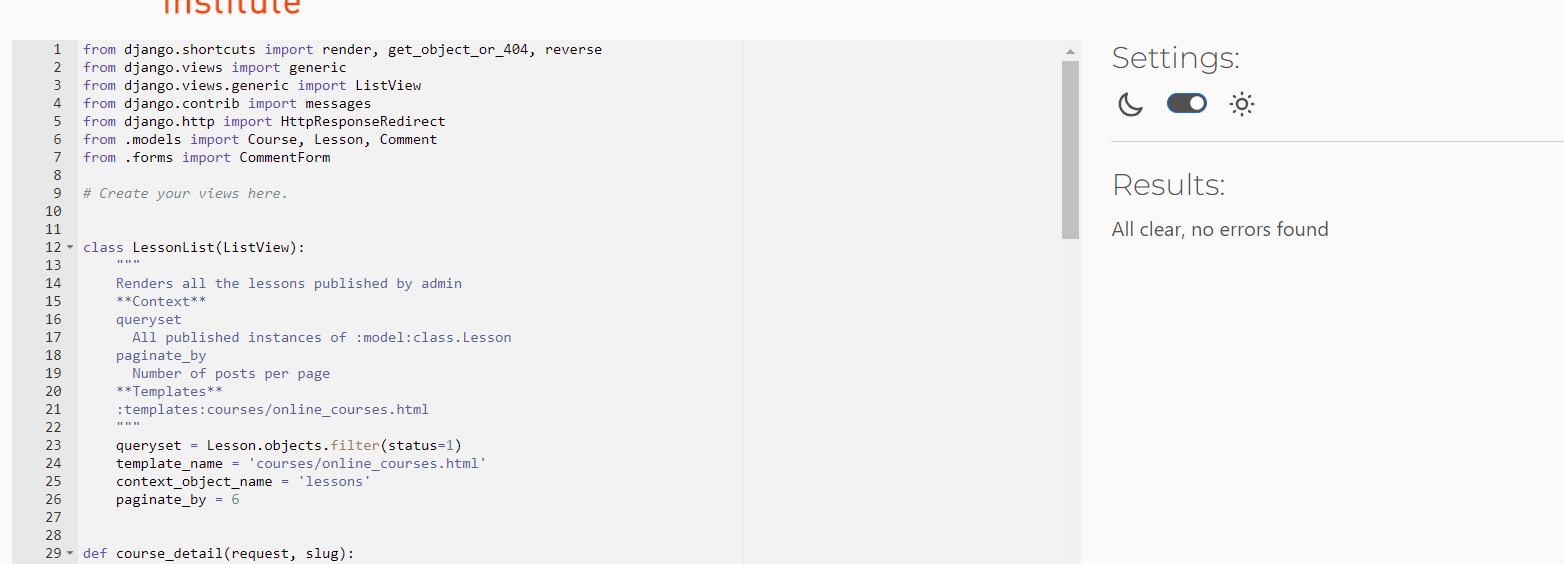 institute
1 from django.shortcuts import render, get_object_or_404, reverse
2 from django.views import generic
3 from django.views.generic import ListView
4 from django.contrib import messages
5 from django.http import HttpResponseRedirect
6 from .models import Course, Lesson, Comment
7 from .forms import CommentForm
8
9 # Create your views here.
10
11
12 class LessonList(ListView):
13     """
14     Renders all the lessons published by admin
15     **Context**
16     queryset
17       All published instances of :model:class.Lesson
18     paginate_by
19       Number of posts per page
20     **Templates**
21     :templates:courses/online_courses.html
22     """
23     queryset = Lesson.objects.filter(status=1)
24     template_name = 'courses/online_courses.html'
25     context_object_name = 'lessons'
26     paginate_by = 6
27
28
29 def course_detail(request, slug):
Settings:
Results:
All clear, no errors found